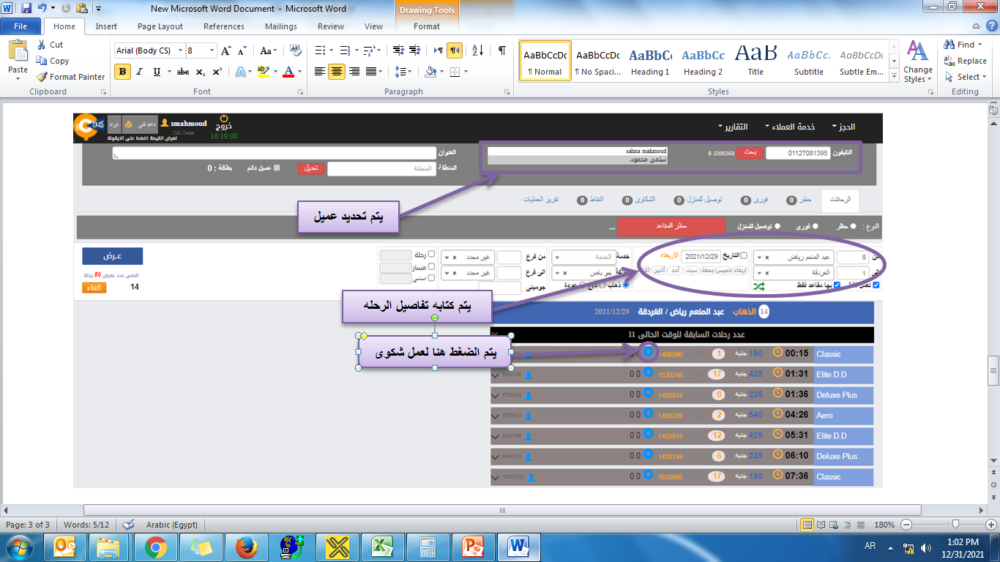 New Microsoft Word Document - Microsoft Word
Drawing Tools
File Home Insert Page Layout References Mailings Review View Format
Paste
Cut
Copy
Format Painter
Arial (Body CS) 8
AaBbCcDc AaBbCcDc AaBbCc AaBbCc AaB AaBbCc. AaBbCcDc
¶ Normal ¶ No Spaci... Heading 1 Heading 2 Title Subtitle Subtle Em...
Change Styles
Find
Replace
Select
Clipboard Font Paragraph Styles Editing
الحجز خدمة العملاء التقارير
خروج
16:19:00
smahmoud
Call Center
دعم فني
ايراد
لعرض القيمة اضغط على الايقونة
التليفون 01127081395 بحث 2206568 0
salma mahmoud
سلمى محمود.
العنوان
المنطقة المنطقة تعديل عميل دائم بطاقة : 0
يتم تحديد عميل
الرحلات حظر 0 فورى 0 توصيل للمنزل 0 الشكاوى 0 النقاط 0 تقرير العمليات
النوع : حظر فورى توصيل للمنزل حظر المقاعد ...
من 8 عبد المنعم رياض التاريخ 2021/12/29 الأربعاء خدمة الخدمة من فرع غير محدد رحلة عرض
1 الغردقة اربعاء خميس جمعة سبت أحد أثنين جو باص الى فرع غير محدد مسار
اقصى عدد يعرض 50 رحلة
بها مقاعد فقط ذهاب عودة جوميني أساسي
14 الغاء
يتم كتابه تفاصيل الرحله
14 الذهاب عبد المنعم رياض / الغردقة 2021/12/29
عدد رحلات السابقة للوقت الحالى 11
يتم الضغط هنا لعمل شكوى
Classic 00:15 190 جنيه 1 1406890
Elite D.D 01:31 425 جنيه 17 1530248 0 0
Deluxe Plus 01:36 235 جنيه 0 1408014 0 0
Aero 04:26 540 جنيه 2 1408289 0 0
Elite D.D 05:31 425 جنيه 12 1463919 0 0
Deluxe Plus 06:10 235 جنيه 6 1438749 0 0
Classic 07:36 190 جنيه 17 1639995 0 0
Page: 3 of 3 Words: 5/12 Arabic (Egypt) 180%
AR 1:02 PM
12/31/2021